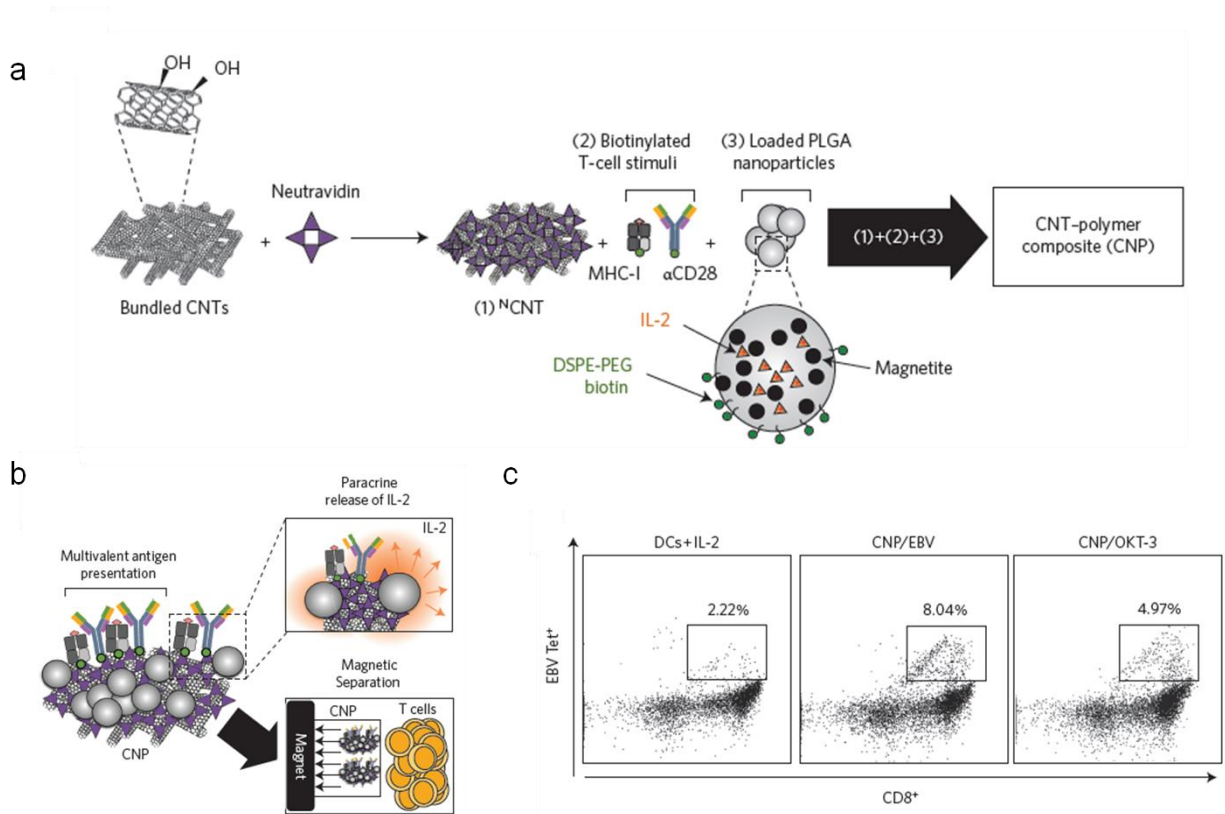 a
OH
OH
Neutravidin
+
Bundled CNTs
(1) ᴺCNT
+
(2) Biotinylated
T-cell stimuli
MHC-I
αCD28
+
(3) Loaded PLGA
nanoparticles
(1)+(2)+(3)
CNT–polymer
composite (CNP)
IL-2
DSPE-PEG
biotin
Magnetite
b
Multivalent antigen
presentation
CNP
Paracrine
release of IL-2
IL-2
Magnetic
Separation
Magnet
CNP
T cells
c
DCs+IL-2
CNP/EBV
CNP/OKT-3
2.22%
8.04%
4.97%
EBV Tet⁺
CD8⁺